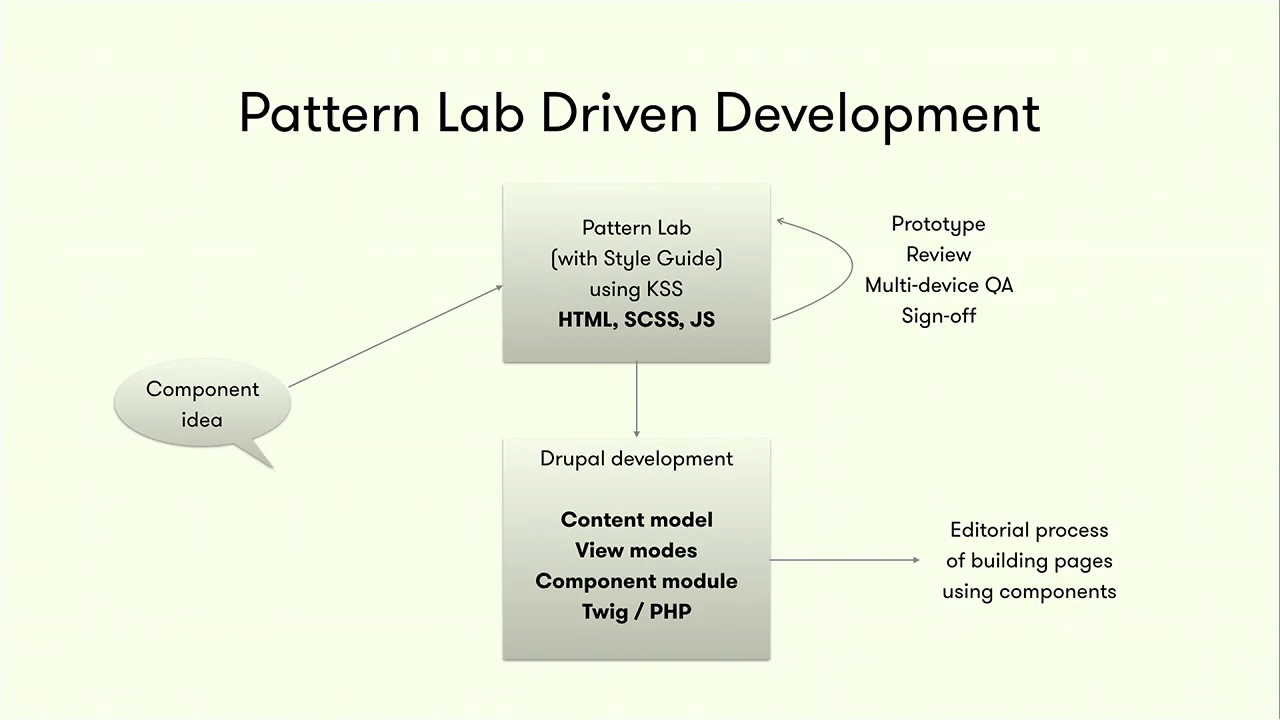 Pattern Lab Driven Development
Pattern Lab
(with Style Guide)
using KSS
HTML, SCSS, JS
Prototype
Review
Multi-device QA
Sign-off
Component
idea
Drupal development
Content model
View modes
Component module
Twig / PHP
Editorial process
of building pages
using components